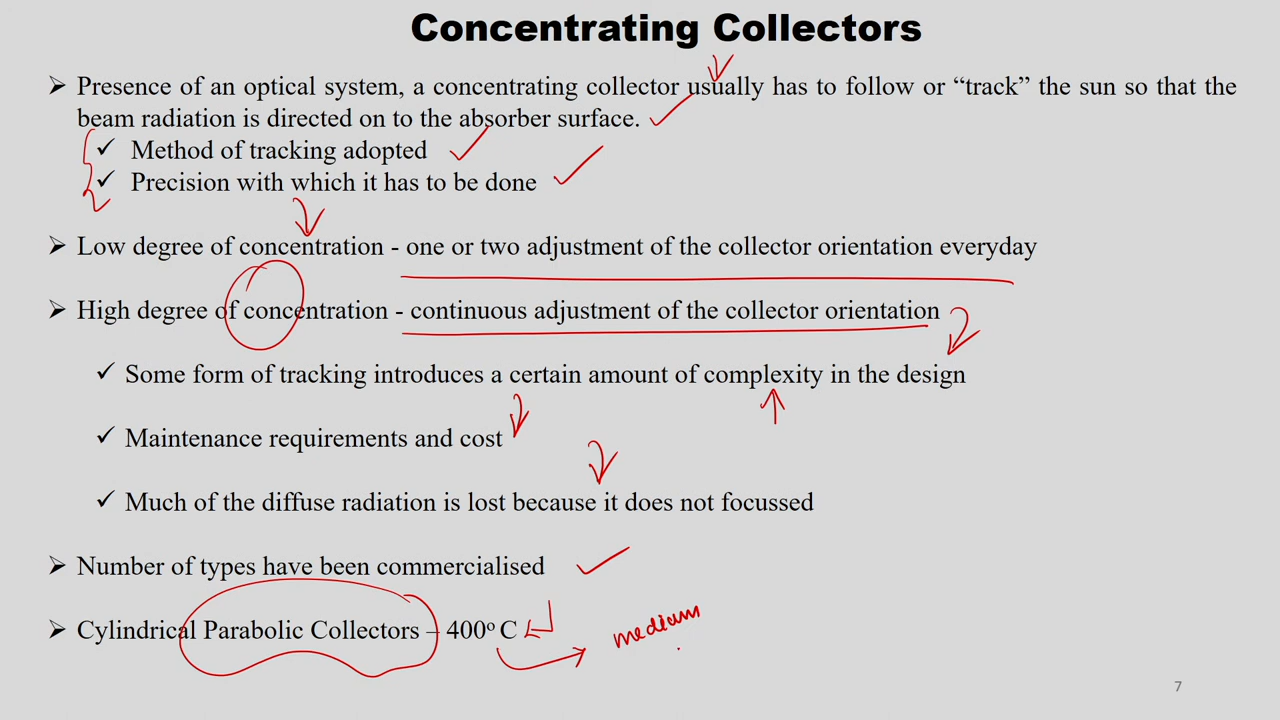 Concentrating Collectors
➢ Presence of an optical system, a concentrating collector usually has to follow or “track” the sun so that the
beam radiation is directed on to the absorber surface.
✓ Method of tracking adopted
✓ Precision with which it has to be done
➢ Low degree of concentration - one or two adjustment of the collector orientation everyday
➢ High degree of concentration - continuous adjustment of the collector orientation
✓ Some form of tracking introduces a certain amount of complexity in the design
✓ Maintenance requirements and cost
✓ Much of the diffuse radiation is lost because it does not focussed
➢ Number of types have been commercialised
➢ Cylindrical Parabolic Collectors – 400° C
medium
7